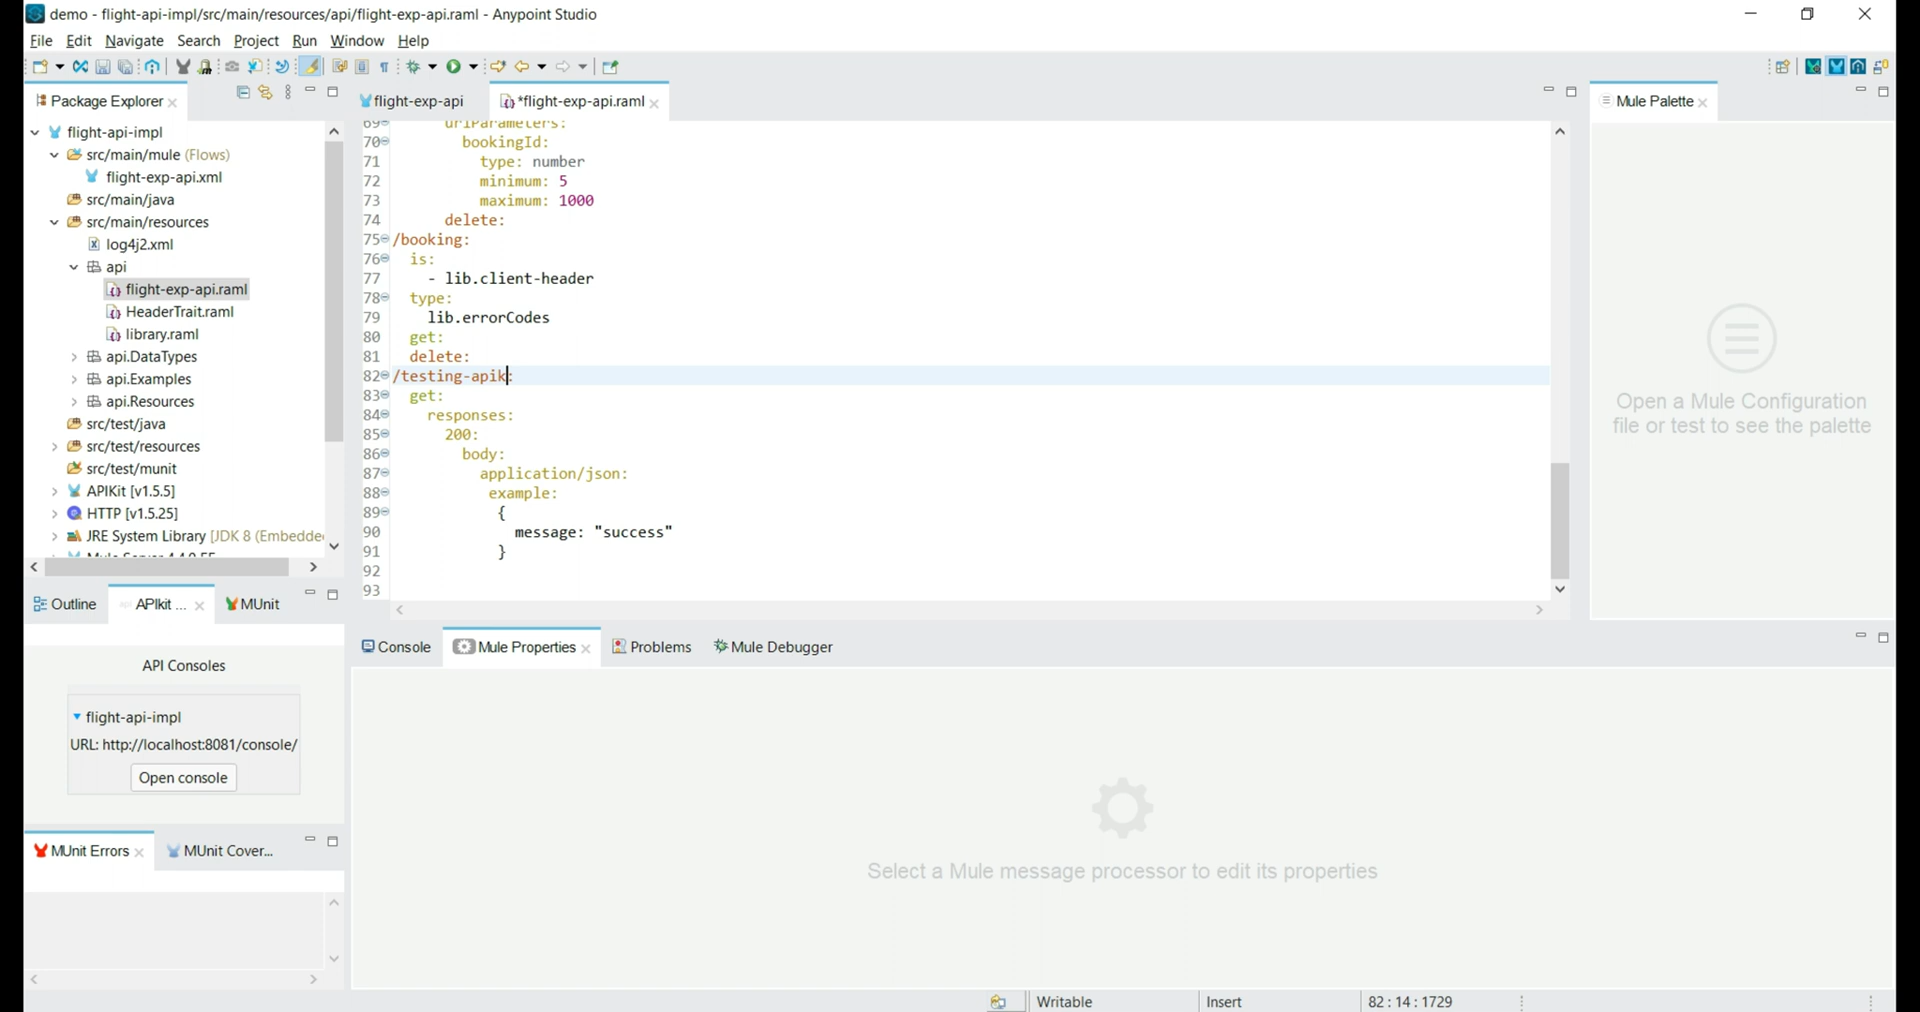 demo - flight-api-impl/src/main/resources/api/flight-exp-api.raml - Anypoint Studio
File Edit Navigate Search Project Run Window Help
Package Explorer
flight-api-impl
src/main/mule (Flows)
flight-exp-api.xml
src/main/java
src/main/resources
log4j2.xml
api
flight-exp-api.raml
HeaderTrait.raml
library.raml
api.DataTypes
api.Examples
api.Resources
src/test/java
src/test/resources
src/test/munit
APIKit [v1.5.5]
HTTP [v1.5.25]
JRE System Library [JDK 8 (Embedde
flight-exp-api
*flight-exp-api.raml
69 uriParameters:
70 bookingId:
71 type: number
72 minimum: 5
73 maximum: 1000
74 delete:
75 /booking:
76 is:
77 - lib.client-header
78 type:
79 lib.errorCodes
80 get:
81 delete:
82 /testing-apik:
83 get:
84 responses:
85 200:
86 body:
87 application/json:
88 example:
89 {
90 message: "success"
91 }
92
93
Mule Palette
Open a Mule Configuration
file or test to see the palette
Outline
APIkit ...
MUnit
API Consoles
flight-api-impl
URL: http://localhost:8081/console/
Open console
MUnit Errors
MUnit Cover...
Console
Mule Properties
Problems
Mule Debugger
Select a Mule message processor to edit its properties
Writable
Insert
82 : 14 : 1729